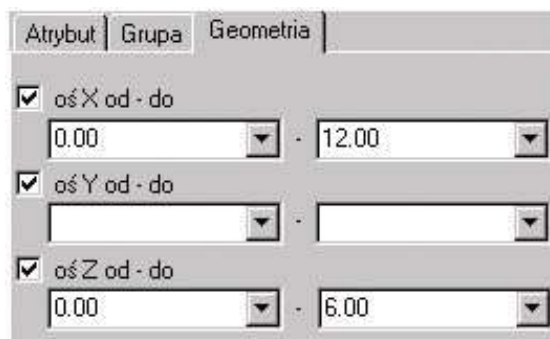 Atrybut Grupa Geometria
oś X od - do
0.00 - 12.00
oś Y od - do
-
oś Z od - do
0.00 - 6.00